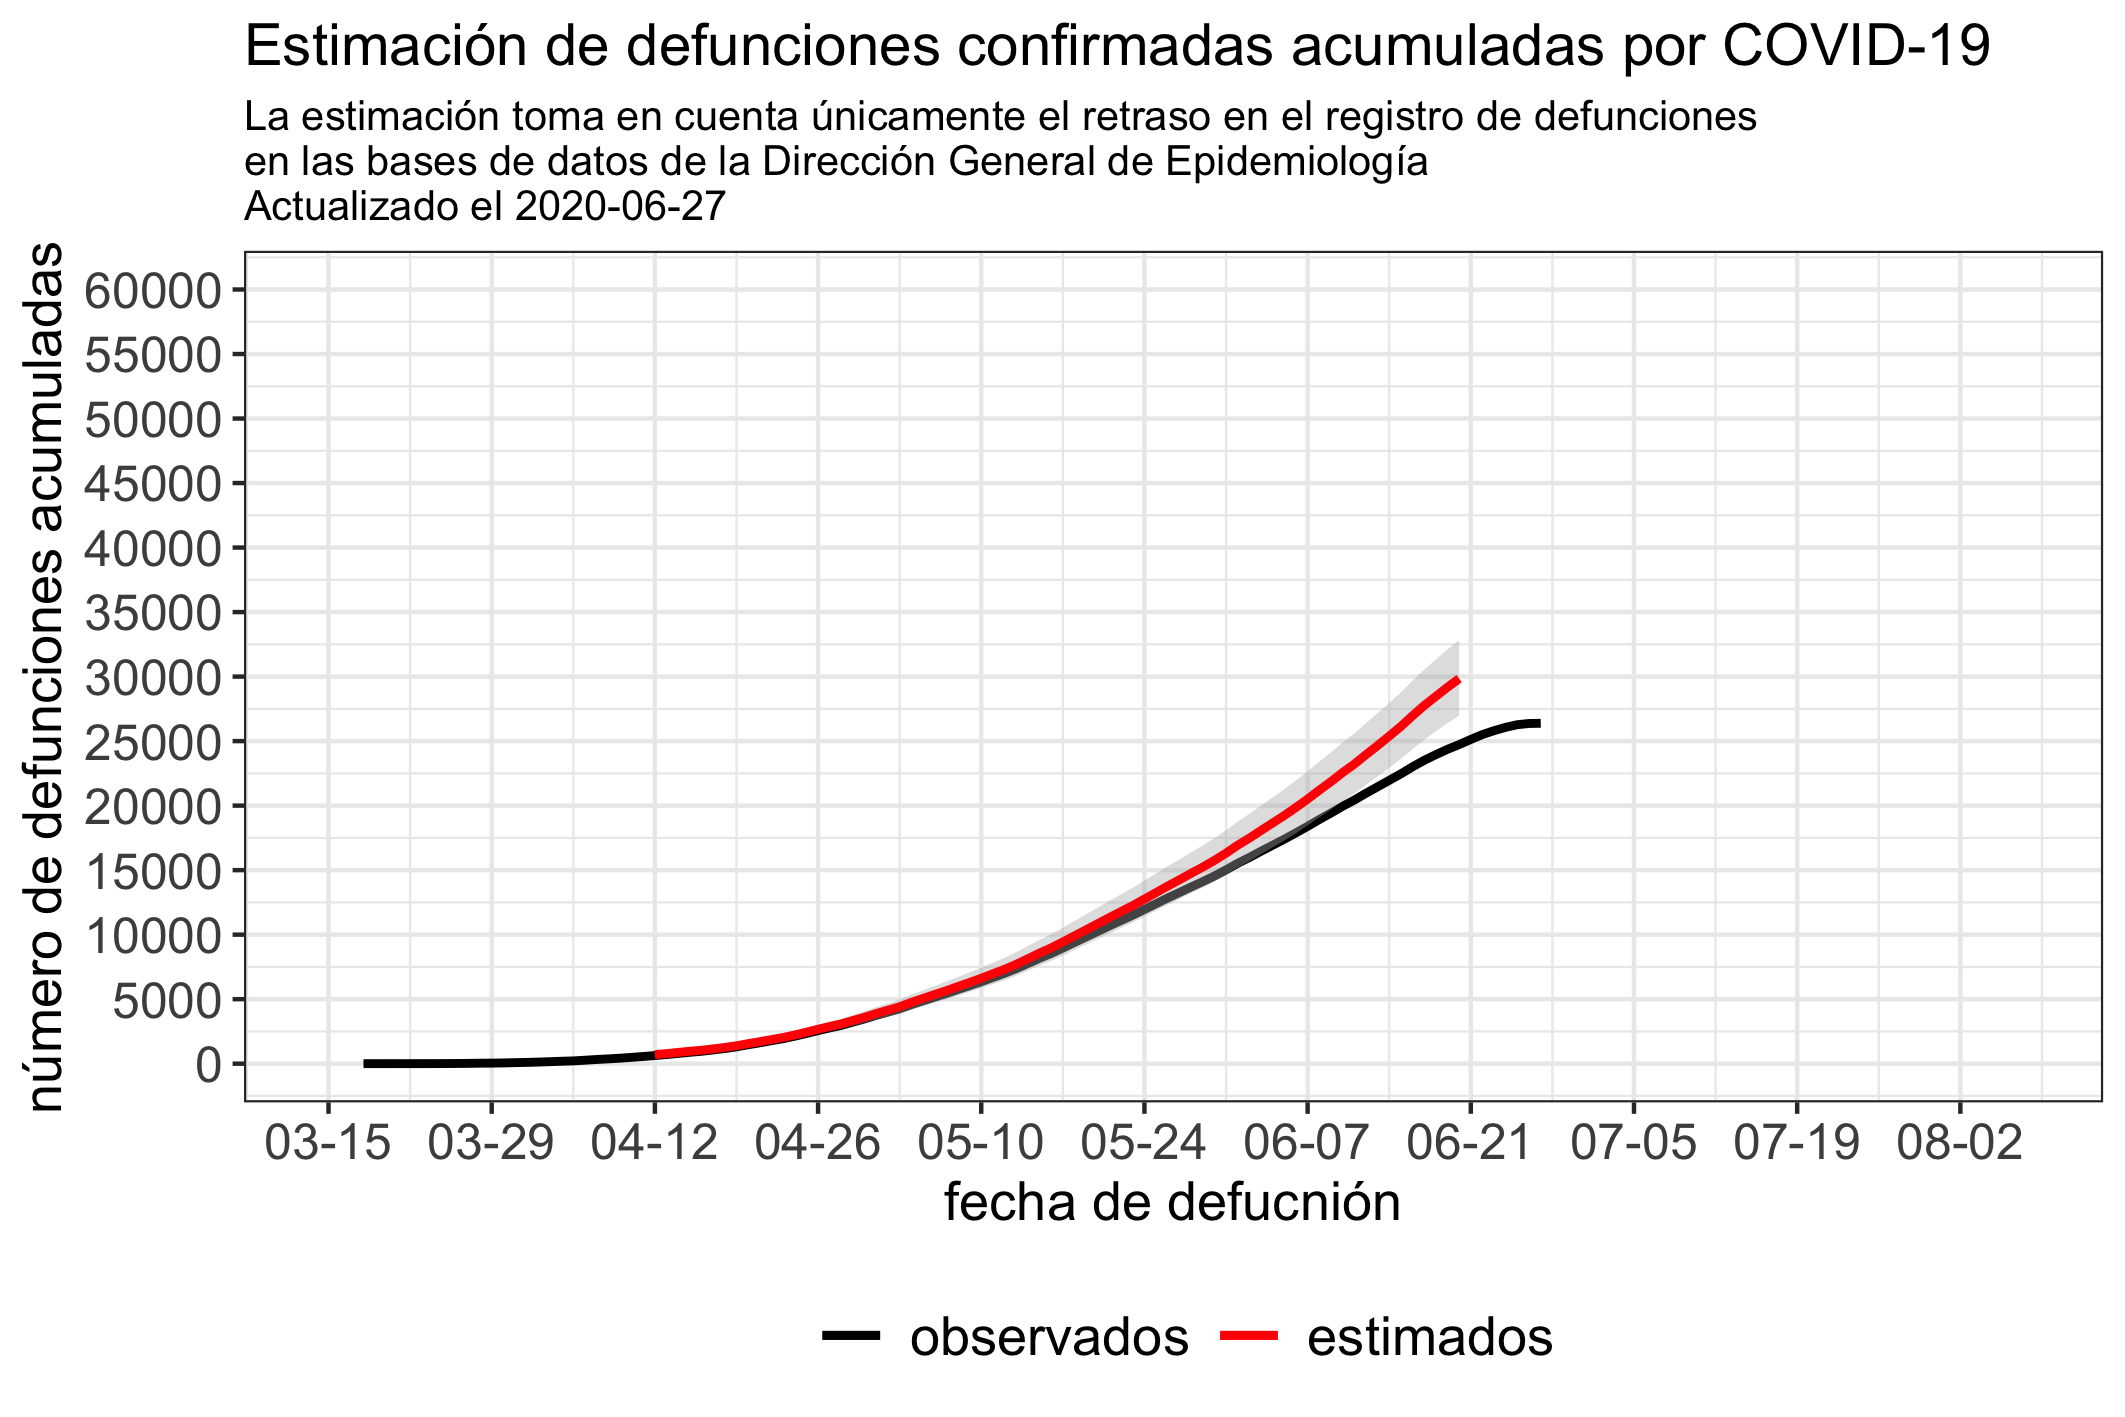 Estimación de defunciones confirmadas acumuladas por COVID-19
La estimación toma en cuenta únicamente el retraso en el registro de defunciones
en las bases de datos de la Dirección General de Epidemiología
Actualizado el 2020-06-27
número de defunciones acumuladas
60000
55000
50000
45000
40000
35000
30000
25000
20000
15000
10000
5000
0
03-15 03-29 04-12 04-26 05-10 05-24 06-07 06-21 07-05 07-19 08-02
fecha de defucnión
observados estimados